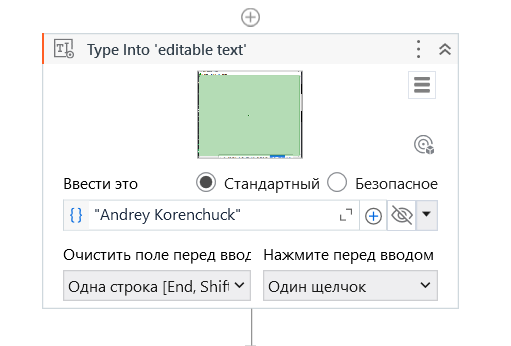 Type Into 'editable text'
Ввести это
Стандартный
Безопасное
"Andrey Korenchuck"
Очистить поле перед ввод
Нажмите перед вводом
Одна строка [End, Shift
Один щелчок